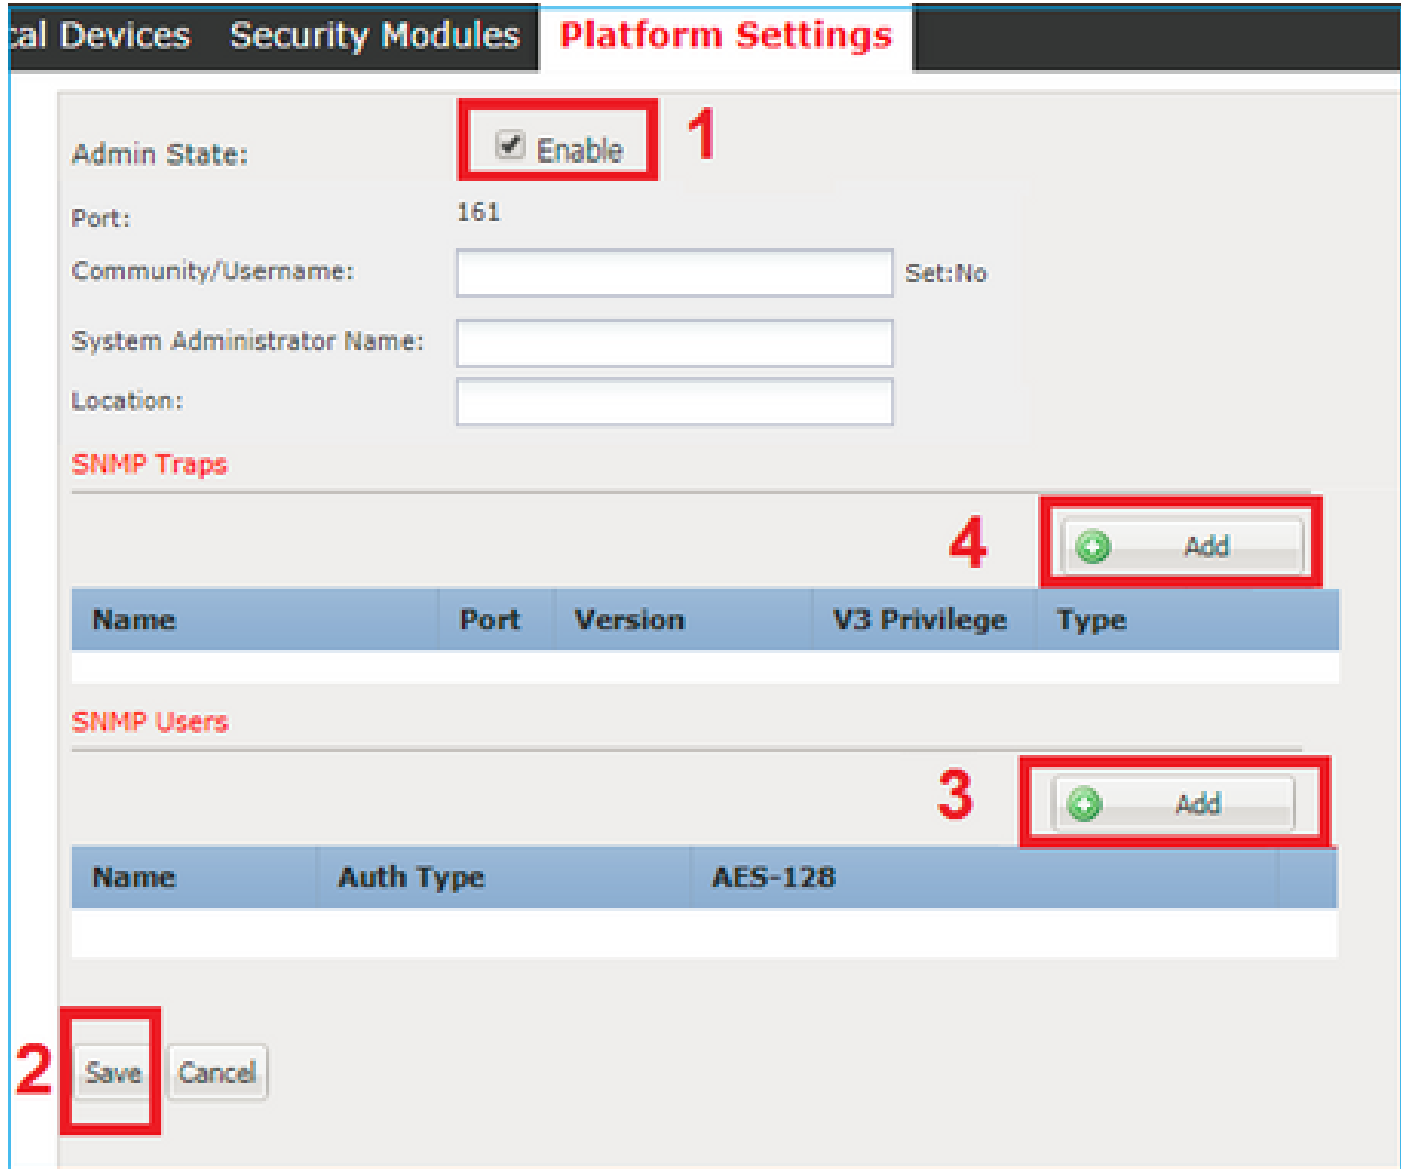 cal Devices Security Modules Platform Settings
Admin State: Enable 1
Port: 161
Community/Username: Set:No
System Administrator Name:
Location:
SNMP Traps
4 Add
Name Port Version V3 Privilege Type
SNMP Users
3 Add
Name Auth Type AES-128
2 Save Cancel